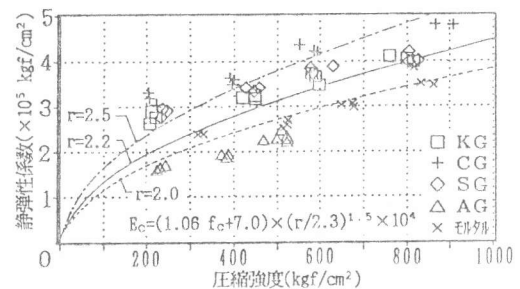 静弾性係数(×10⁵ kgf/cm²)
5
4
3
2
1
O
r=2.5
r=2.2
r=2.0
□ KG
+ CG
◇ SG
△ AG
× モルタル
Ec=(1.06 fc+7.0)×(r/2.3)¹·⁵×10⁴
200 400 600 800 1000
圧縮強度(kgf/cm²)